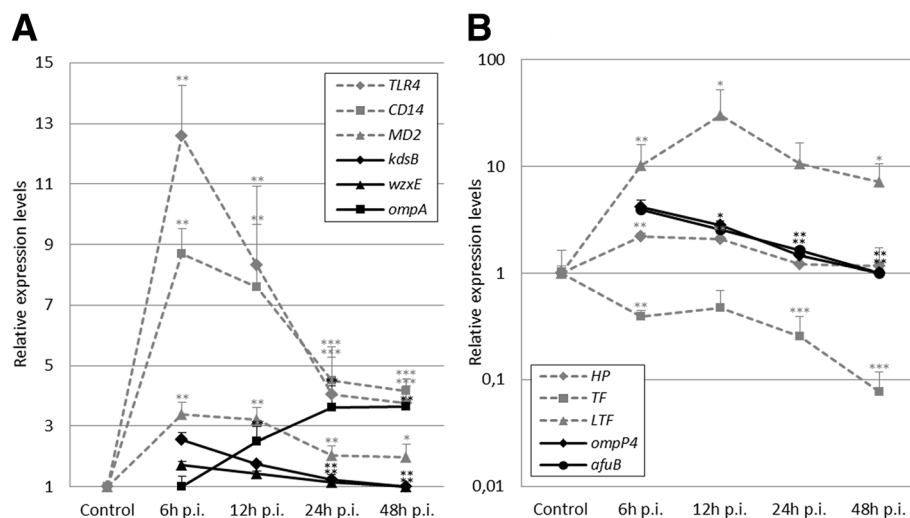 A
Relative expression levels
15
13
11
9
7
5
3
1
TLR4
CD14
MD2
kdsB
wzxE
ompA
**
**
**
**
***
***
***
***
**
**
**
**
**
*
**
**
**
**
**
**
Control 6h p.i. 12h p.i. 24h p.i. 48h p.i.
B
Relative expression levels
100
10
1
0,1
0,01
**
*
*
**
*
**
**
**
**
**
***
***
HP
TF
LTF
ompP4
afuB
Control 6h p.i. 12h p.i. 24h p.i. 48h p.i.